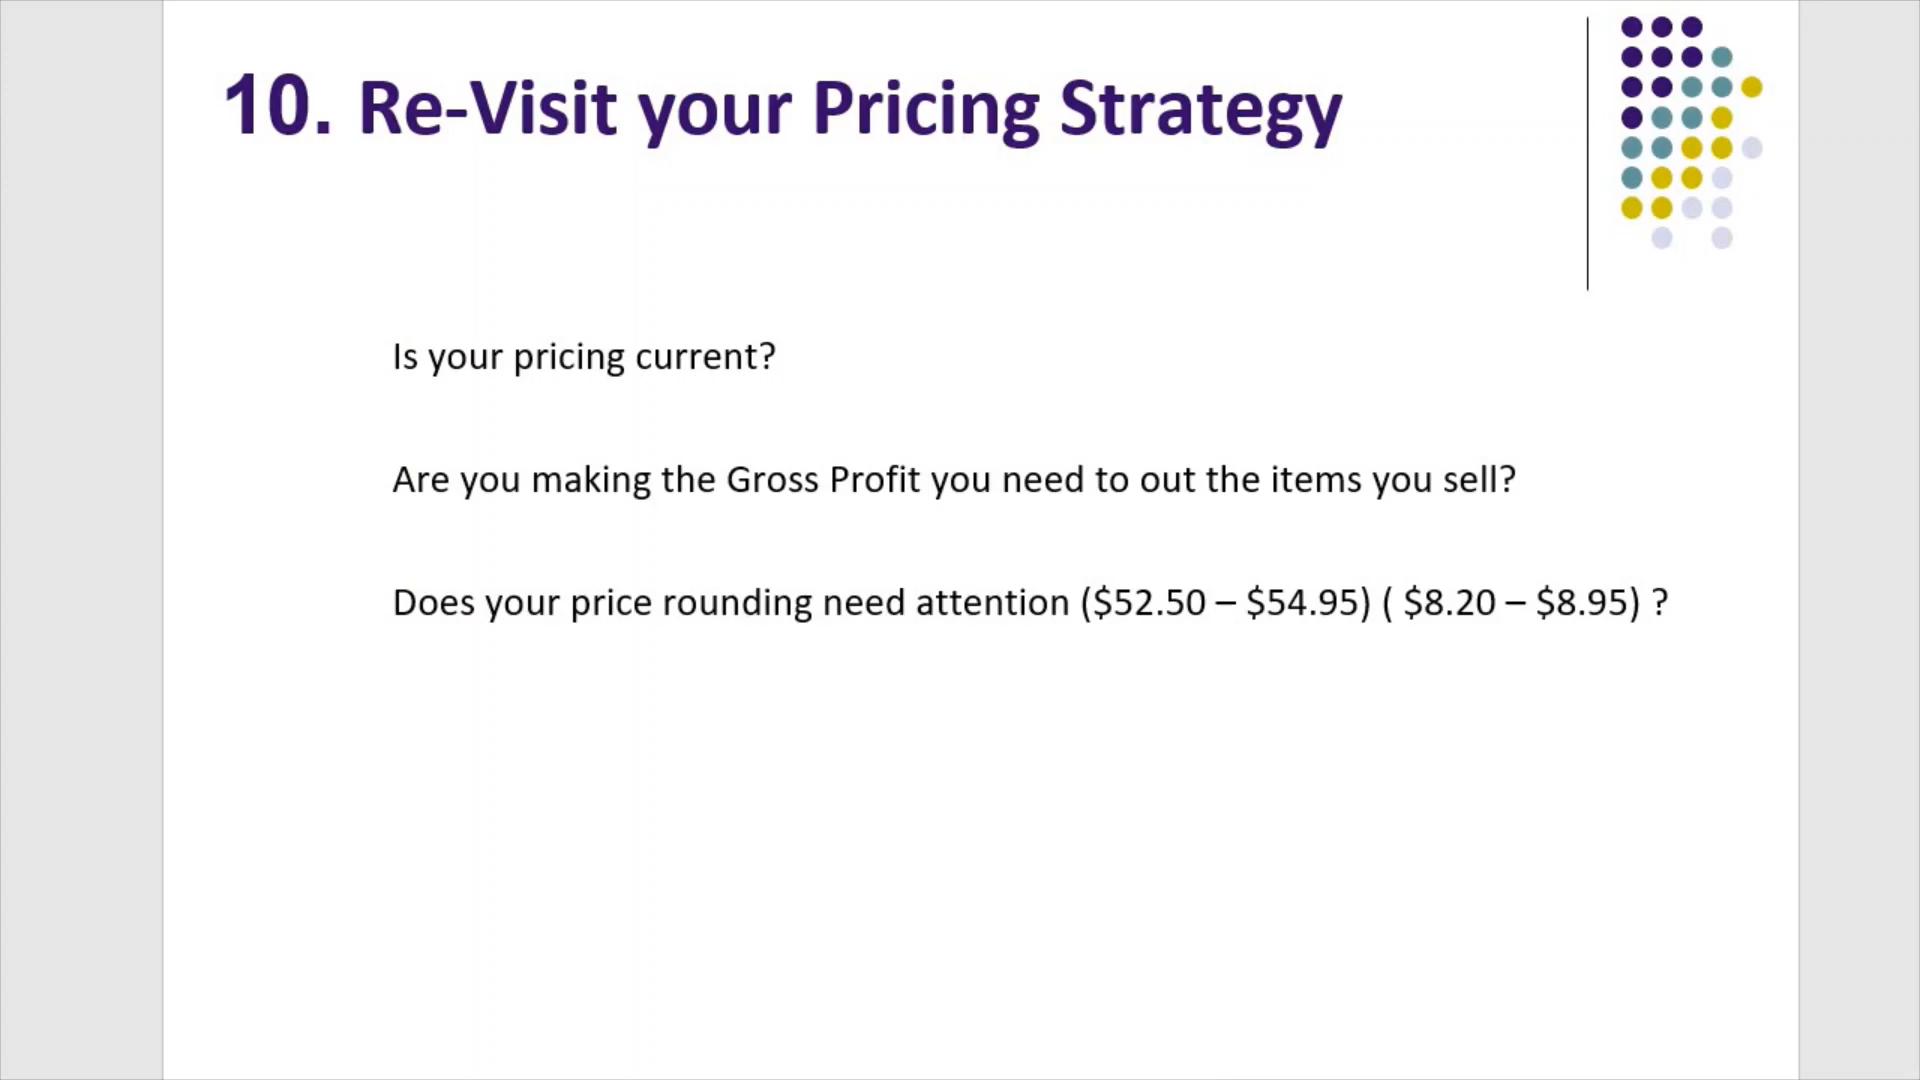 10. Re-Visit your Pricing Strategy
Is your pricing current?
Are you making the Gross Profit you need to out the items you sell?
Does your price rounding need attention ($52.50 – $54.95) ( $8.20 – $8.95) ?